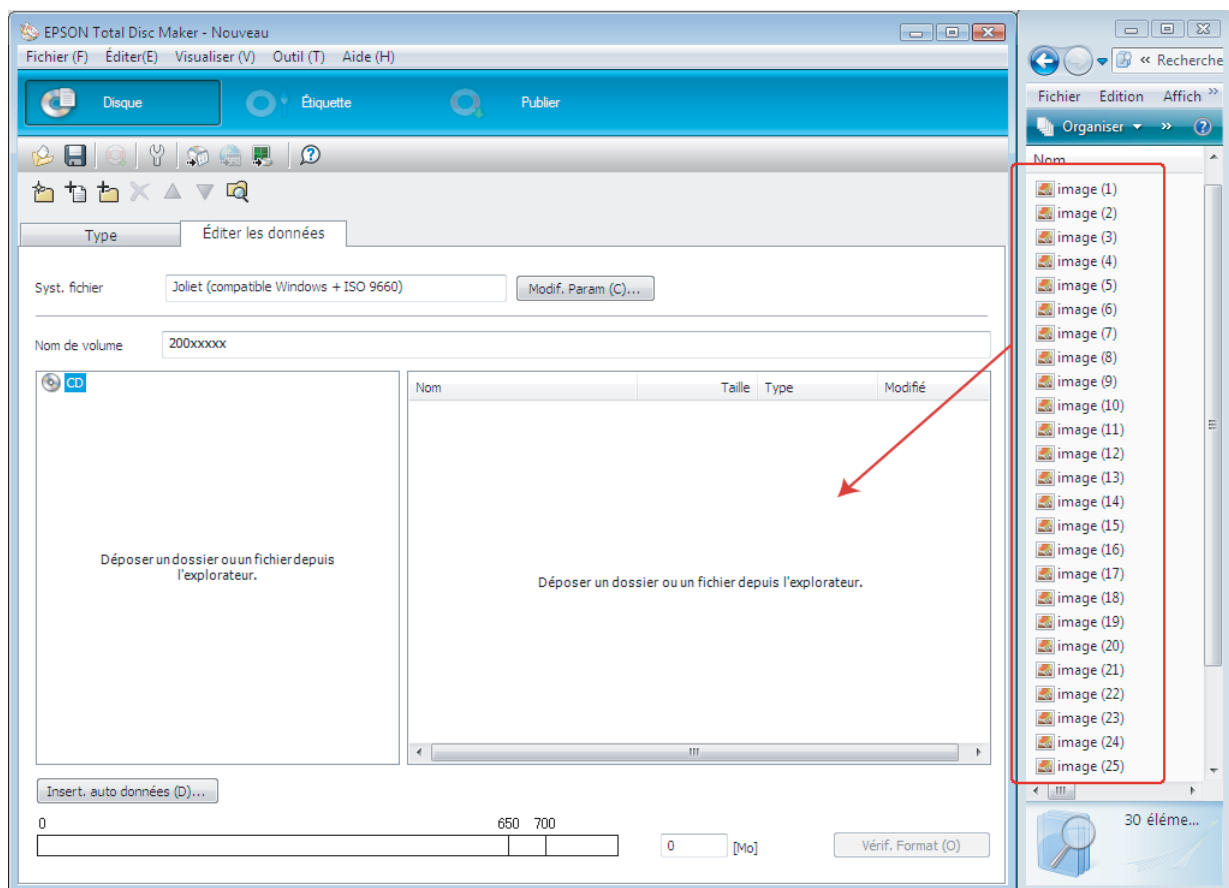 EPSON Total Disc Maker - Nouveau
Fichier (F) Éditer(E) Visualiser (V) Outil (T) Aide (H)
Disque Étiquette Publier
Type Éditer les données
Syst. fichier Joliet (compatible Windows + ISO 9660) Modif. Param (C)...
Nom de volume 200xxxxx
CD
Nom Taille Type Modifié
Déposer un dossier ou un fichier depuis
l'explorateur.
Déposer un dossier ou un fichier depuis l'explorateur.
Insert. auto données (D)...
0 650 700
0 [Mo] Vérif. Format (O)
« Recherche
Fichier Edition Affich »
Organiser »
Nom
image (1)
image (2)
image (3)
image (4)
image (5)
image (6)
image (7)
image (8)
image (9)
image (10)
image (11)
image (12)
image (13)
image (14)
image (15)
image (16)
image (17)
image (18)
image (19)
image (20)
image (21)
image (22)
image (23)
image (24)
image (25)
30 éléme...